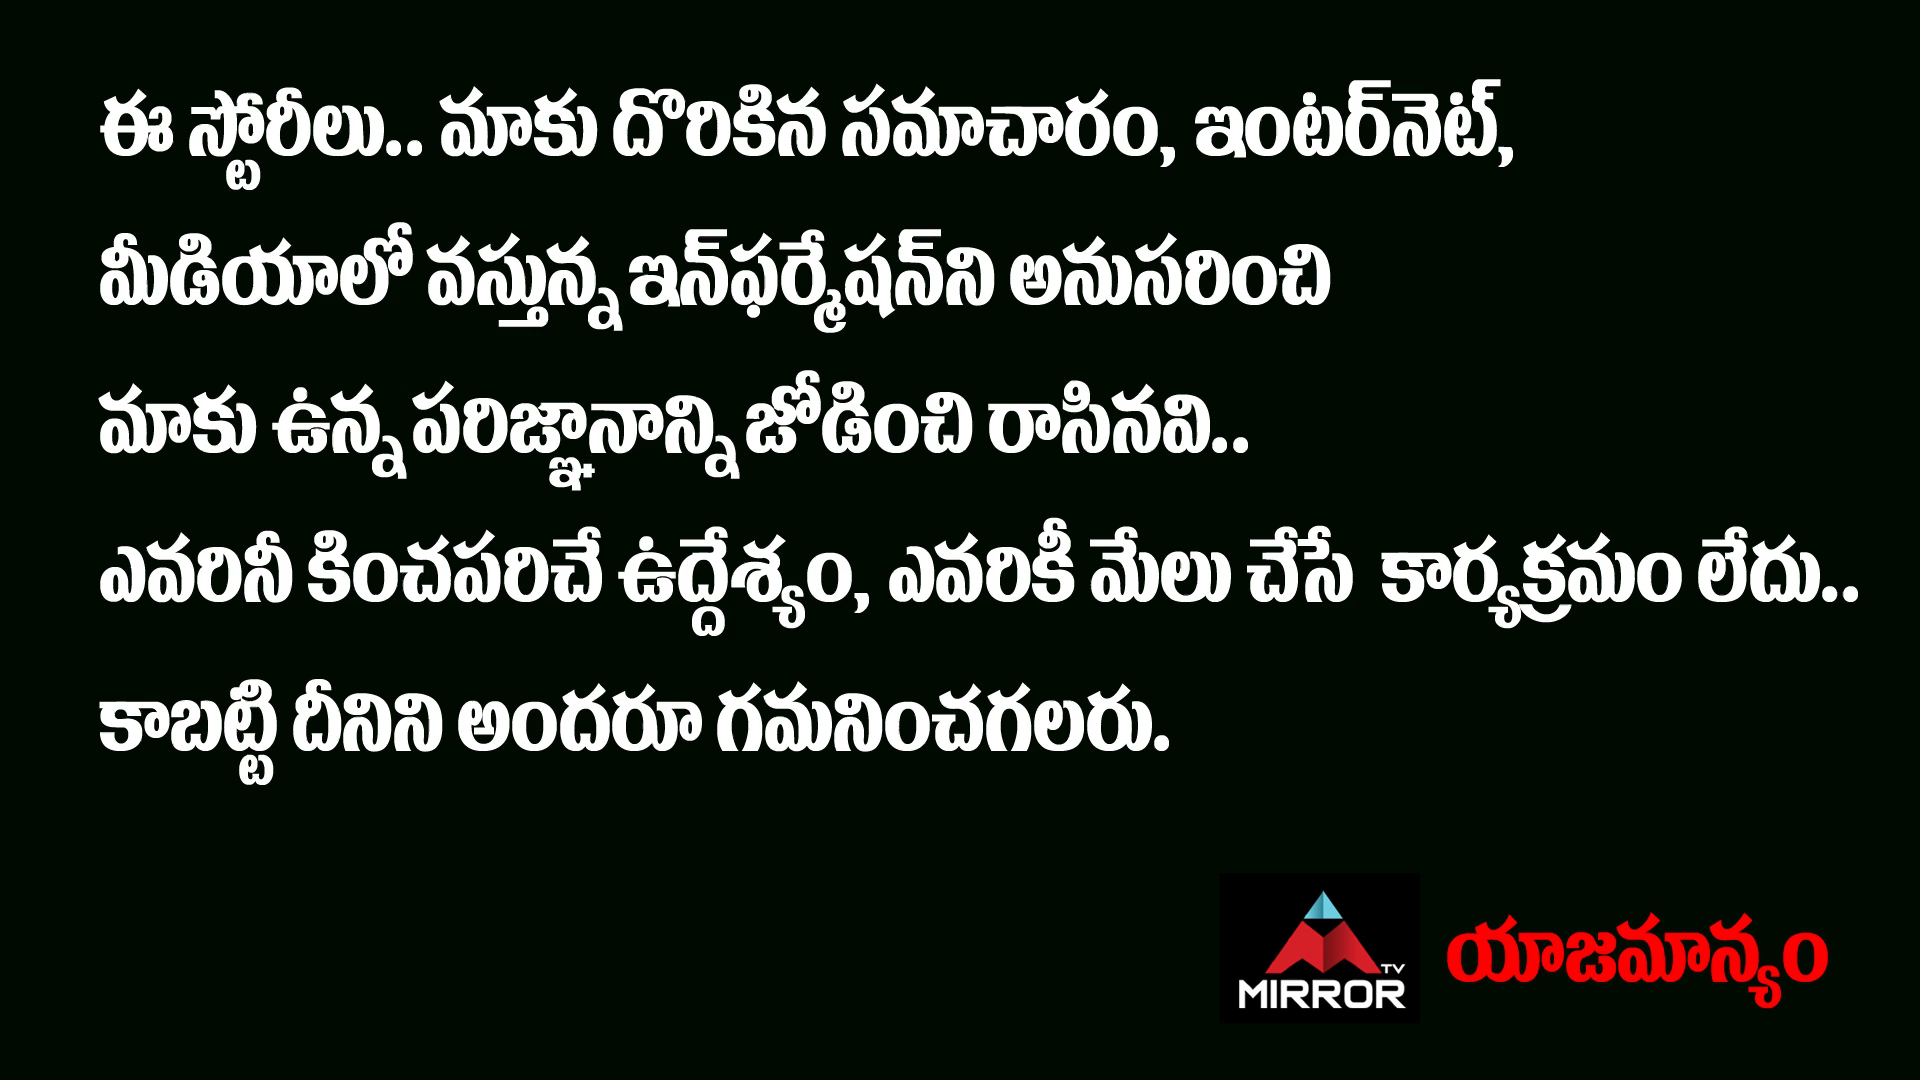 ఈ స్టోరీలు.. మాకు దొరికిన సమాచారం, ఇంటర్‌నెట్,
మీడియాలో వస్తున్న ఇన్‌ఫర్మేషన్‌ని అనుసరించి
మాకు ఉన్న పరిజ్ఞానాన్ని జోడించి రాసినవి..
ఎవరినీ కించపరిచే ఉద్దేశ్యం, ఎవరికీ మేలు చేసే కార్యక్రమం లేదు..
కాబట్టి దీనిని అందరూ గమనించగలరు.
TV
MIRROR
యాజమాన్యం